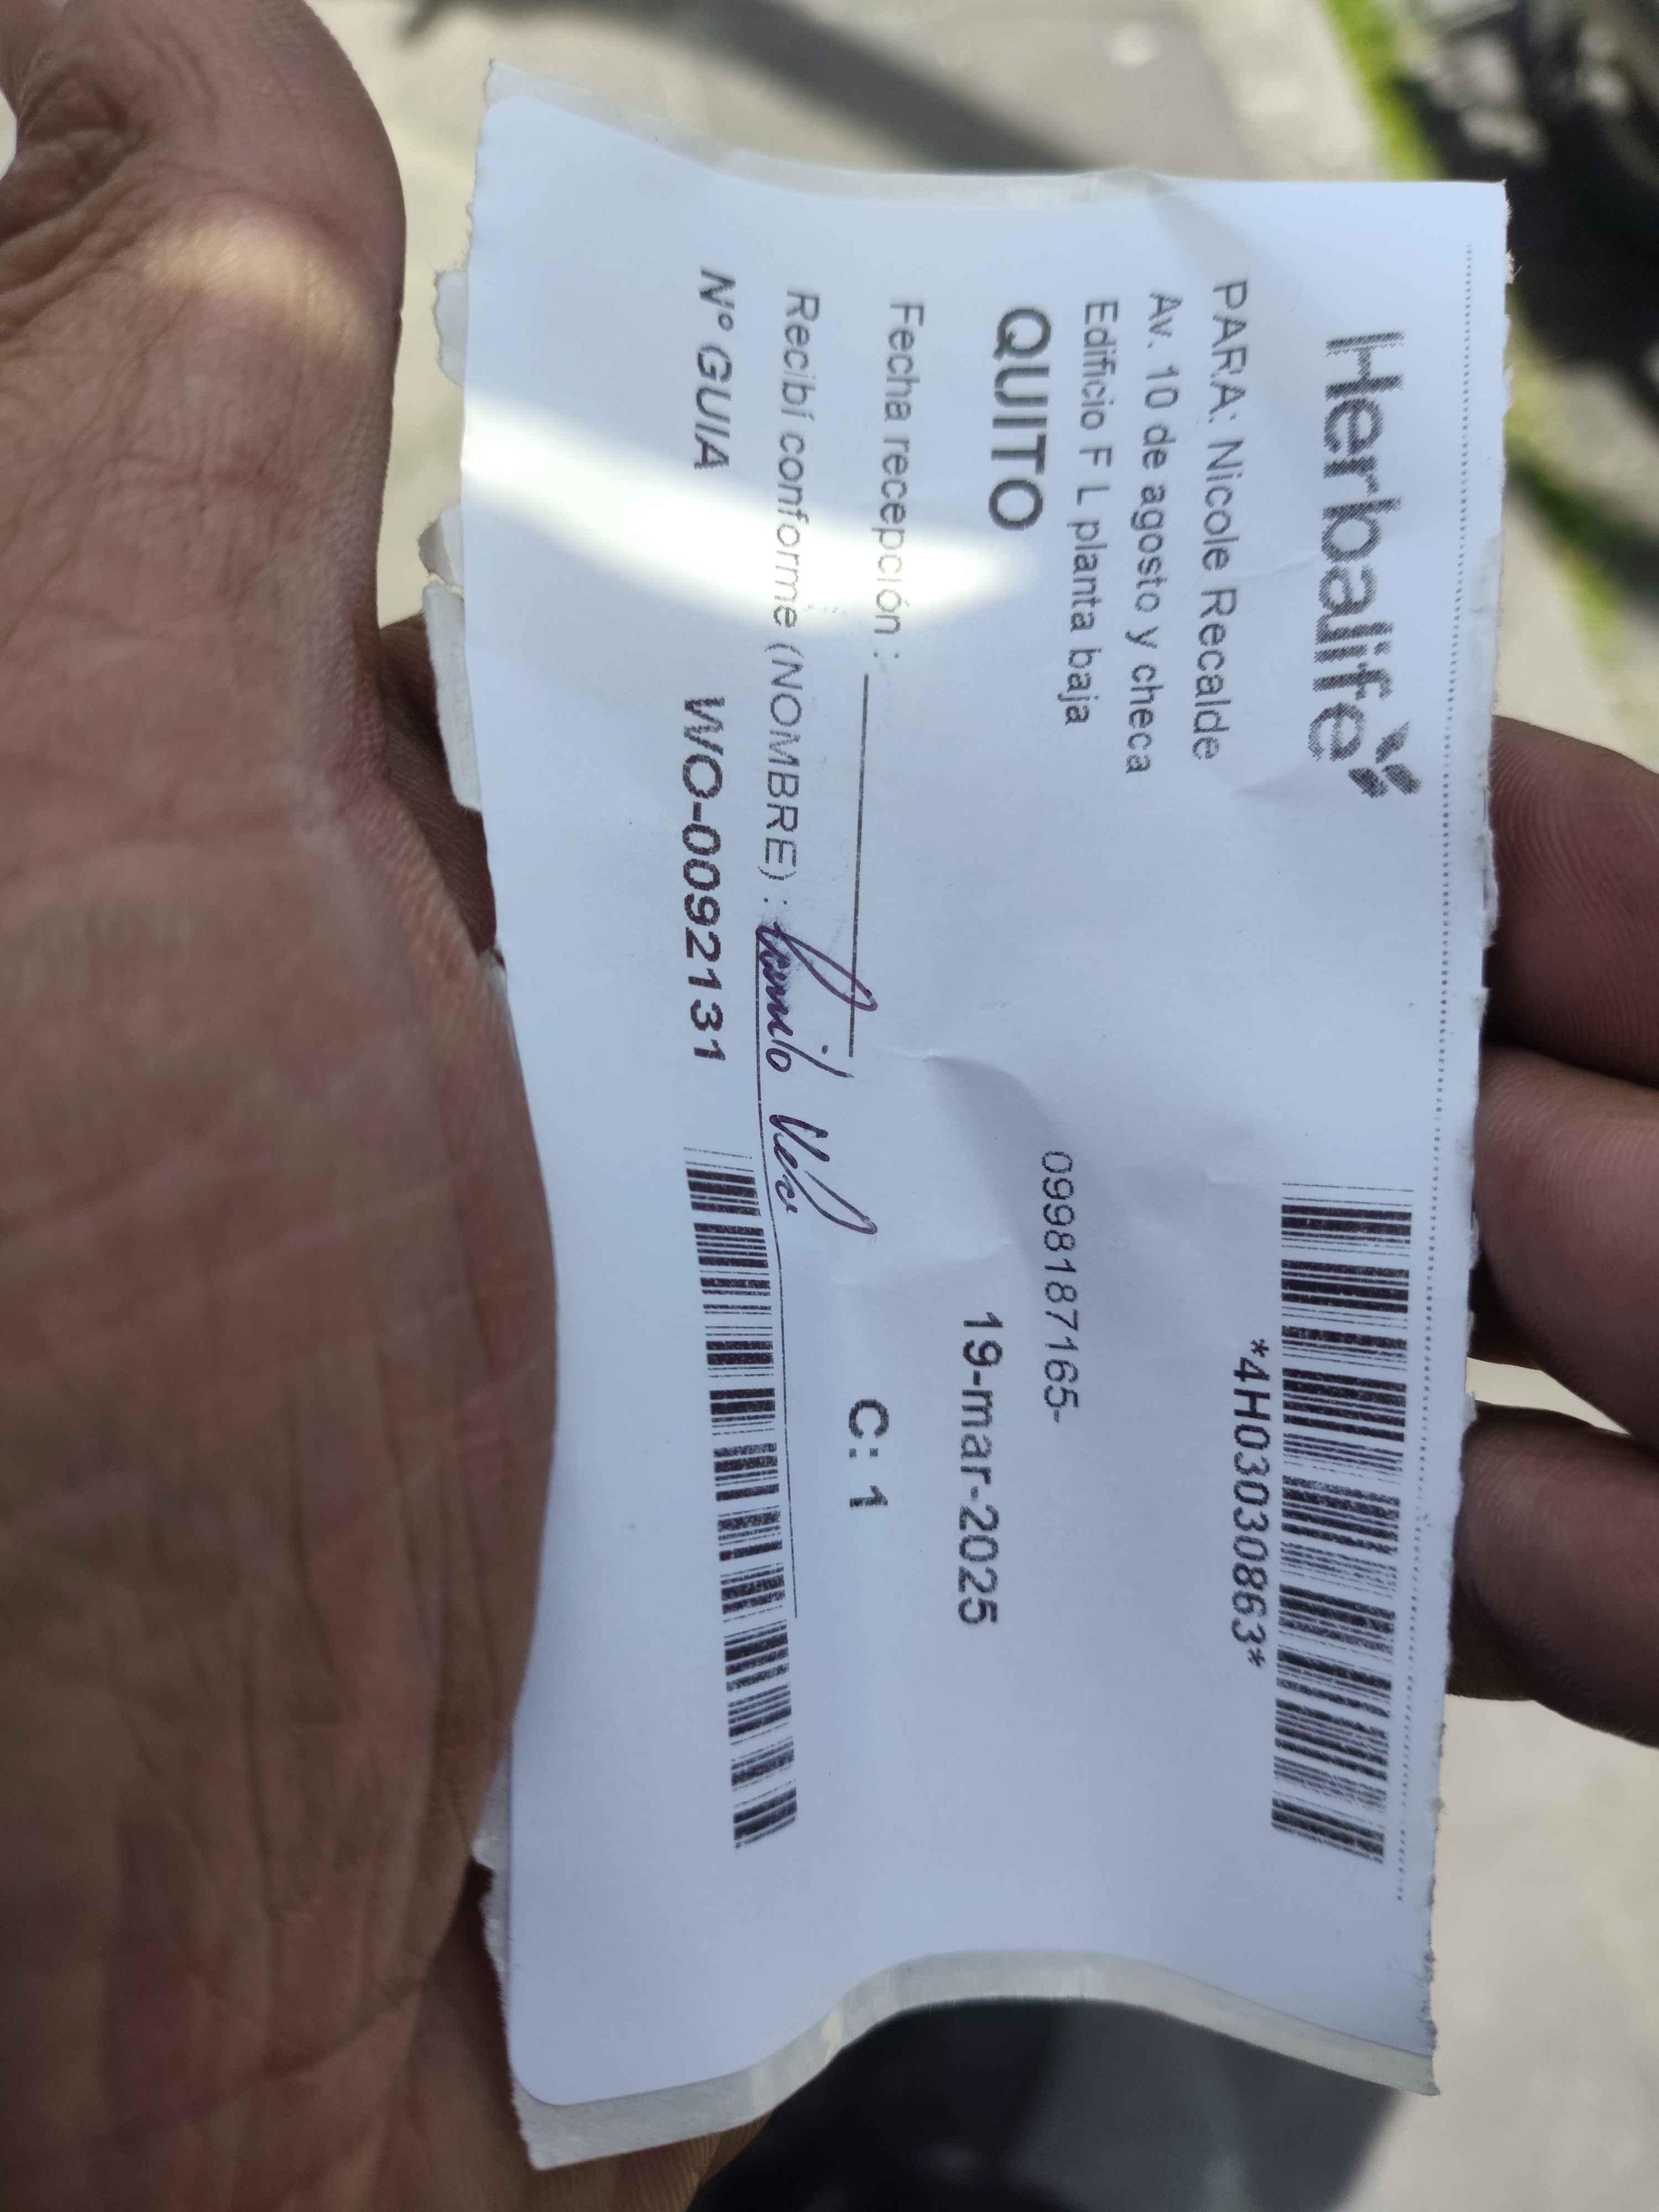 Herbalife
*4H03030863*
PARA: Nicole Recalde
Av. 10 de agosto y checa
Edificio F L planta baja
0998187165-
QUITO
19-mar-2025
Fecha recepción :
C: 1
Recibí conforme (NOMBRE) :
Nº GUIA WO-0092131